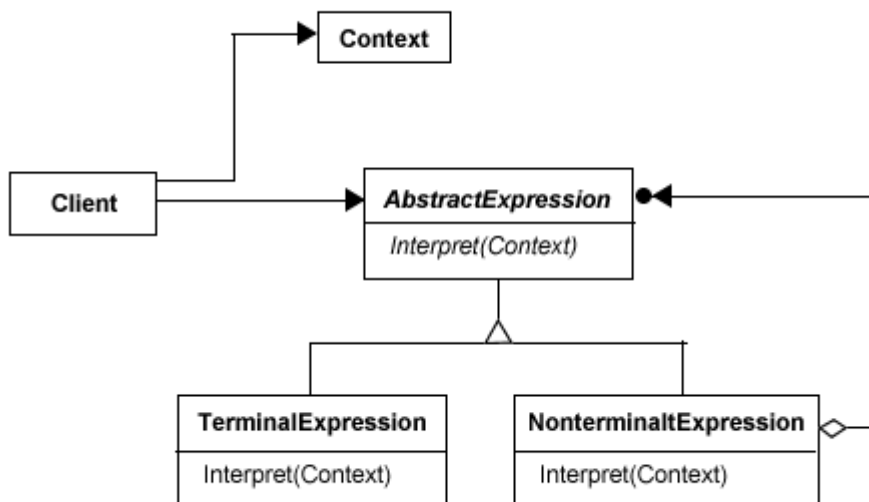 Context
Client
AbstractExpression
Interpret(Context)
TerminalExpression
Interpret(Context)
NonterminaltExpression
Interpret(Context)